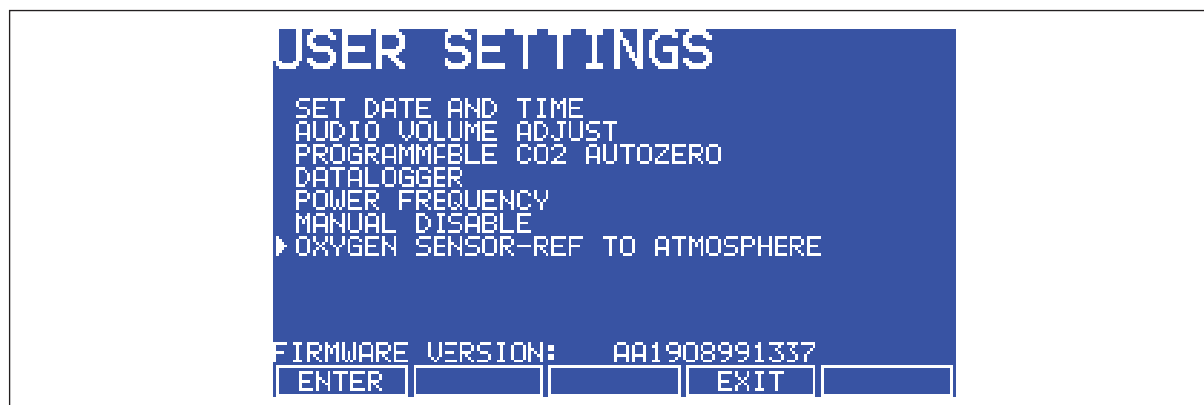 USER SETTINGS
SET DATE AND TIME
AUDIO VOLUME ADJUST
PROGRAMMABLE CO2 AUTOZERO
DATALOGGER
POWER FREQUENCY
MANUAL DISABLE
OXYGEN SENSOR-REF TO ATMOSPHERE
FIRMWARE VERSION: AA1908991337
ENTER EXIT